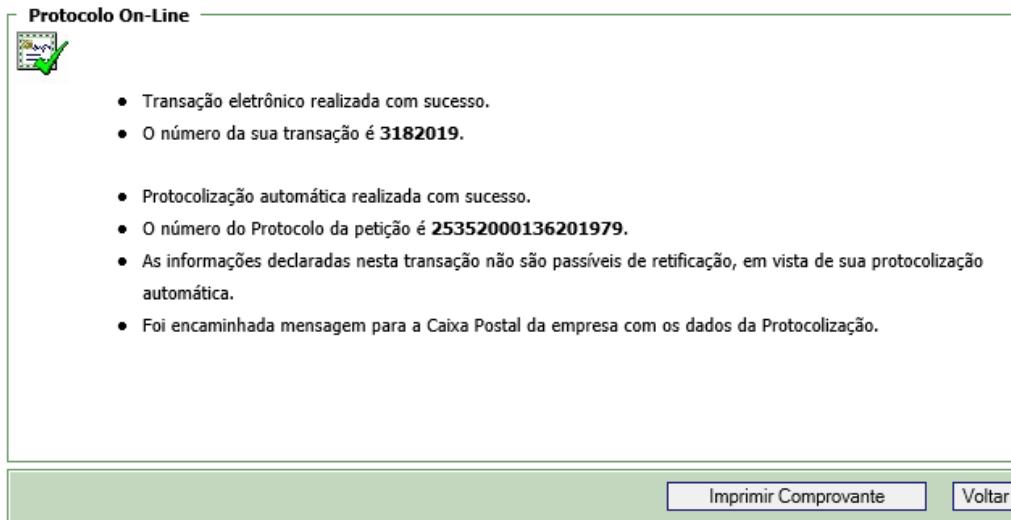 Protocolo On-Line
Transação eletrônico realizada com sucesso.
O número da sua transação é 3182019.
Protocolização automática realizada com sucesso.
O número do Protocolo da petição é 25352000136201979.
As informações declaradas nesta transação não são passíveis de retificação, em vista de sua protocolização
automática.
Foi encaminhada mensagem para a Caixa Postal da empresa com os dados da Protocolização.
Imprimir Comprovante
Voltar